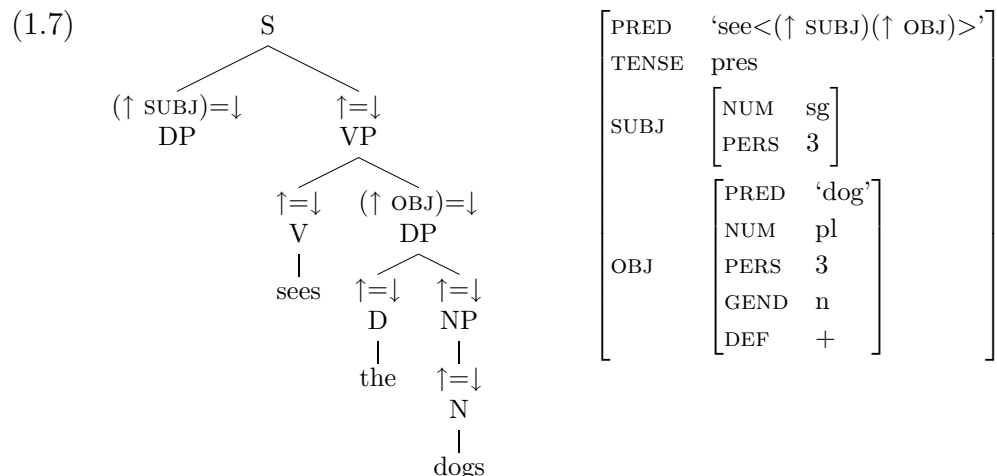 (1.7)
S
(↑ SUBJ)=↓ ↑=↓
DP VP
↑=↓ (↑ OBJ)=↓
V DP
sees ↑=↓ ↑=↓
D NP
the ↑=↓
N
dogs
PRED ‘see<(↑ SUBJ)(↑ OBJ)>’
TENSE pres
SUBJ
NUM sg
PERS 3
OBJ
PRED ‘dog’
NUM pl
PERS 3
GEND n
DEF +